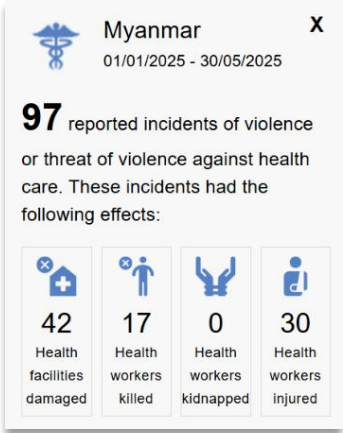 Myanmar X
01/01/2025 - 30/05/2025
97 reported incidents of violence
or threat of violence against health
care. These incidents had the
following effects:
42 17 0 30
Health Health Health Health
facilities workers workers workers
damaged killed kidnapped injured